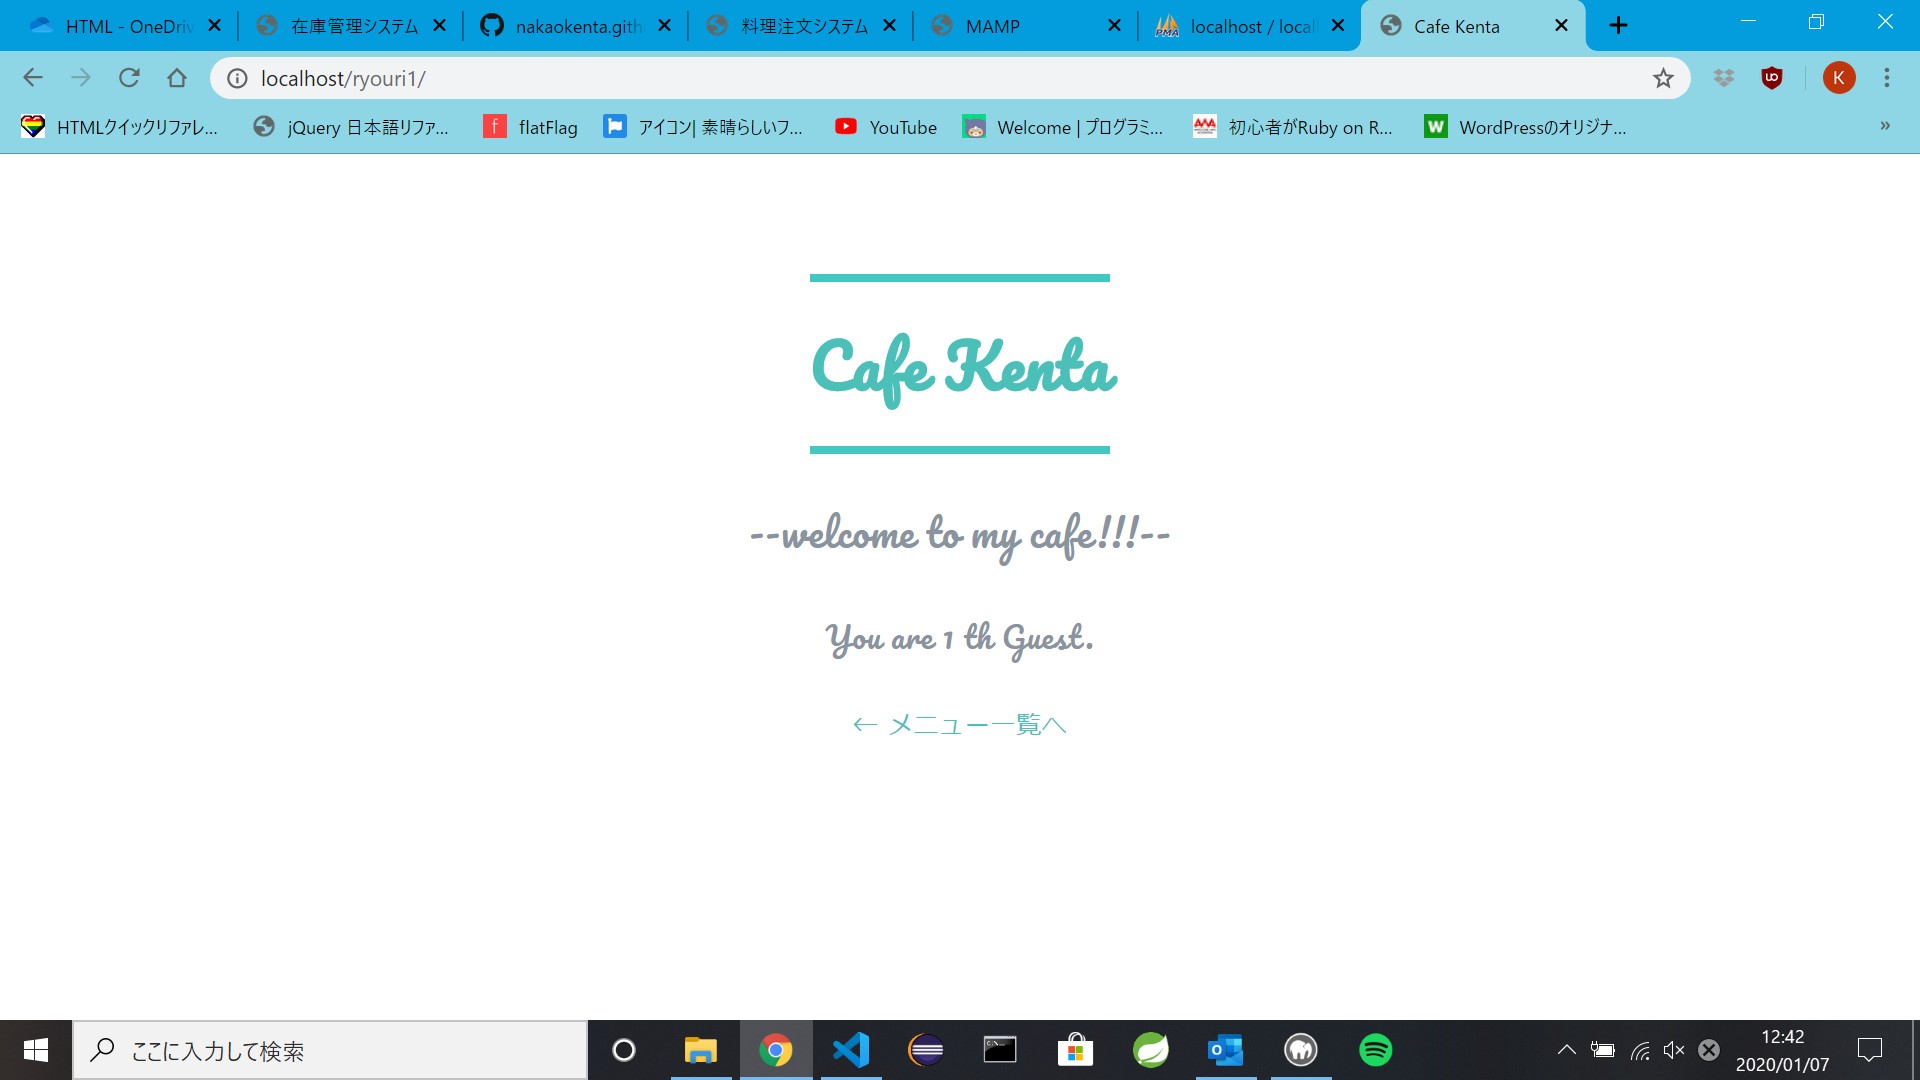 HTML - OneDriv
在庫管理システム
nakaokenta.gith
料理注文システム
MAMP
localhost / local
Cafe Kenta
localhost/ryouri1/
K
HTMLクイックリファレ...
jQuery 日本語リファ...
f flatFlag
アイコン| 素晴らしいフ...
YouTube
Welcome | プログラミ...
初心者がRuby on R...
W WordPressのオリジナ...
»
Cafe Kenta
--welcome to my cafe!!!--
You are 1 th Guest.
← メニュー一覧へ
ここに入力して検索
12:42
2020/01/07